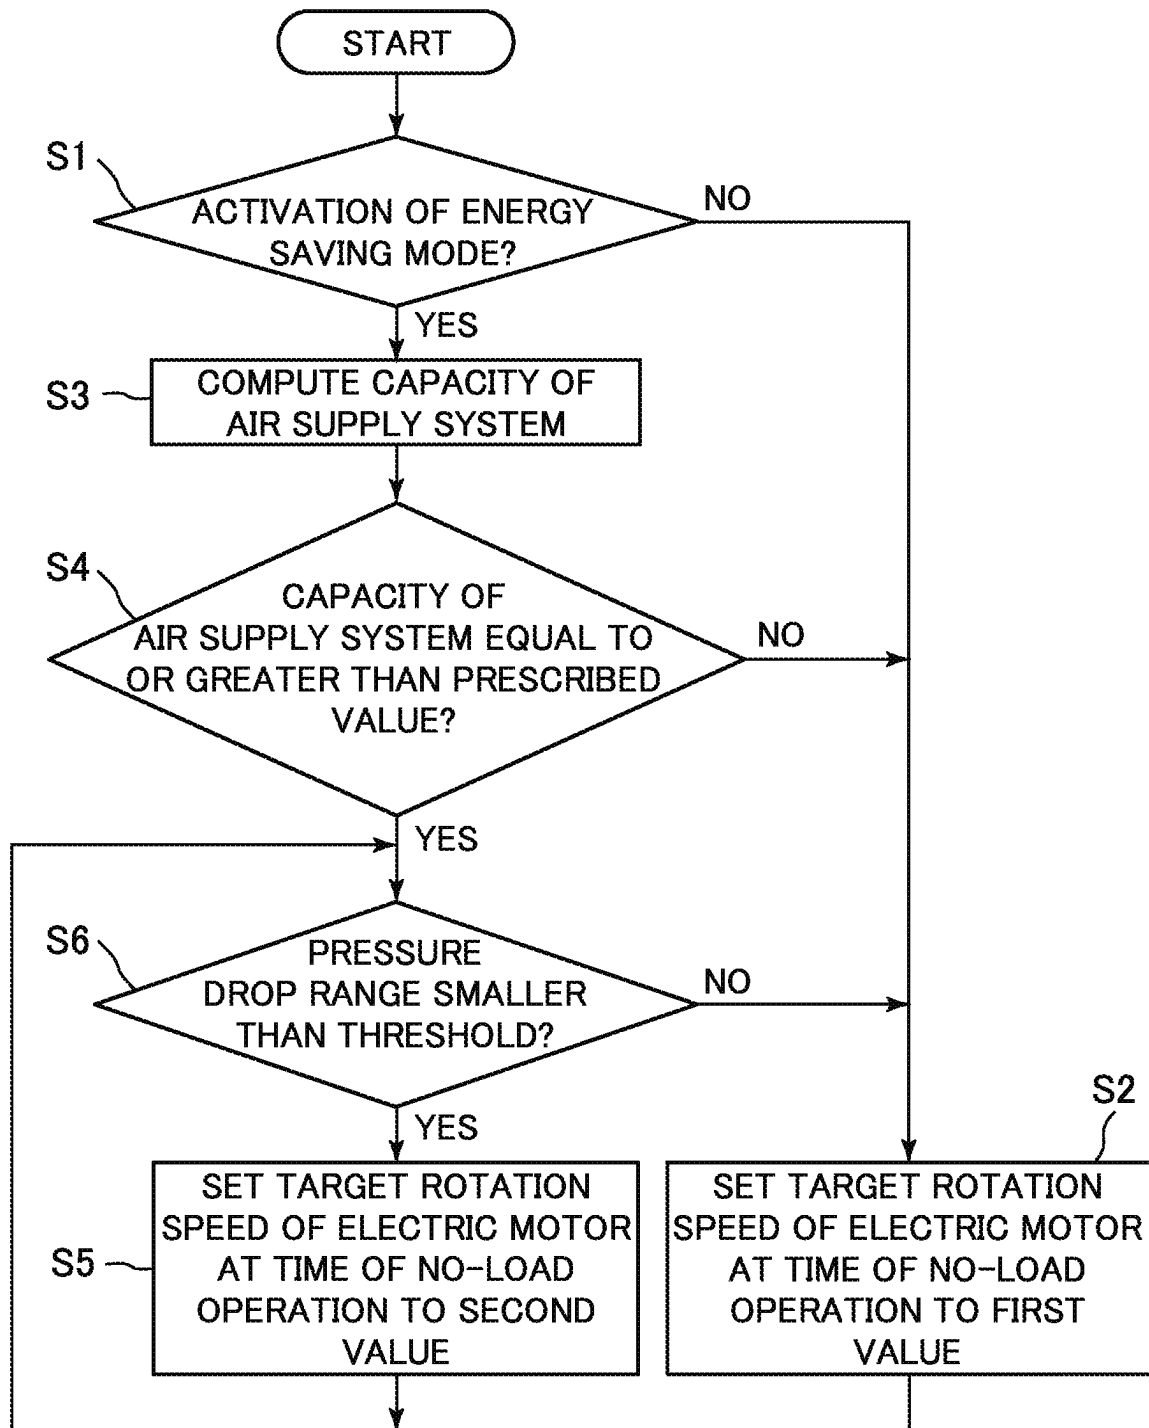 START
S1
ACTIVATION OF ENERGY
SAVING MODE?
NO
YES
S3
COMPUTE CAPACITY OF
AIR SUPPLY SYSTEM
S4
CAPACITY OF
AIR SUPPLY SYSTEM EQUAL TO
OR GREATER THAN PRESCRIBED
VALUE?
NO
YES
S6
PRESSURE
DROP RANGE SMALLER
THAN THRESHOLD?
NO
YES
S5
SET TARGET ROTATION
SPEED OF ELECTRIC MOTOR
AT TIME OF NO-LOAD
OPERATION TO SECOND
VALUE
S2
SET TARGET ROTATION
SPEED OF ELECTRIC MOTOR
AT TIME OF NO-LOAD
OPERATION TO FIRST
VALUE